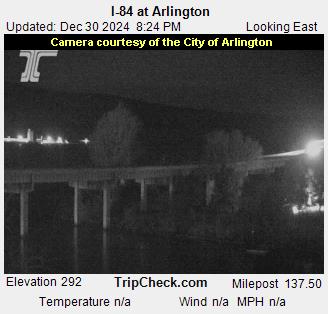 I-84 at Arlington
Updated: Dec 30 2024 8:24 PM Looking East
Camera courtesy of the City of Arlington
Elevation 292 TripCheck.com Milepost 137.50
Temperature n/a Wind n/a MPH n/a